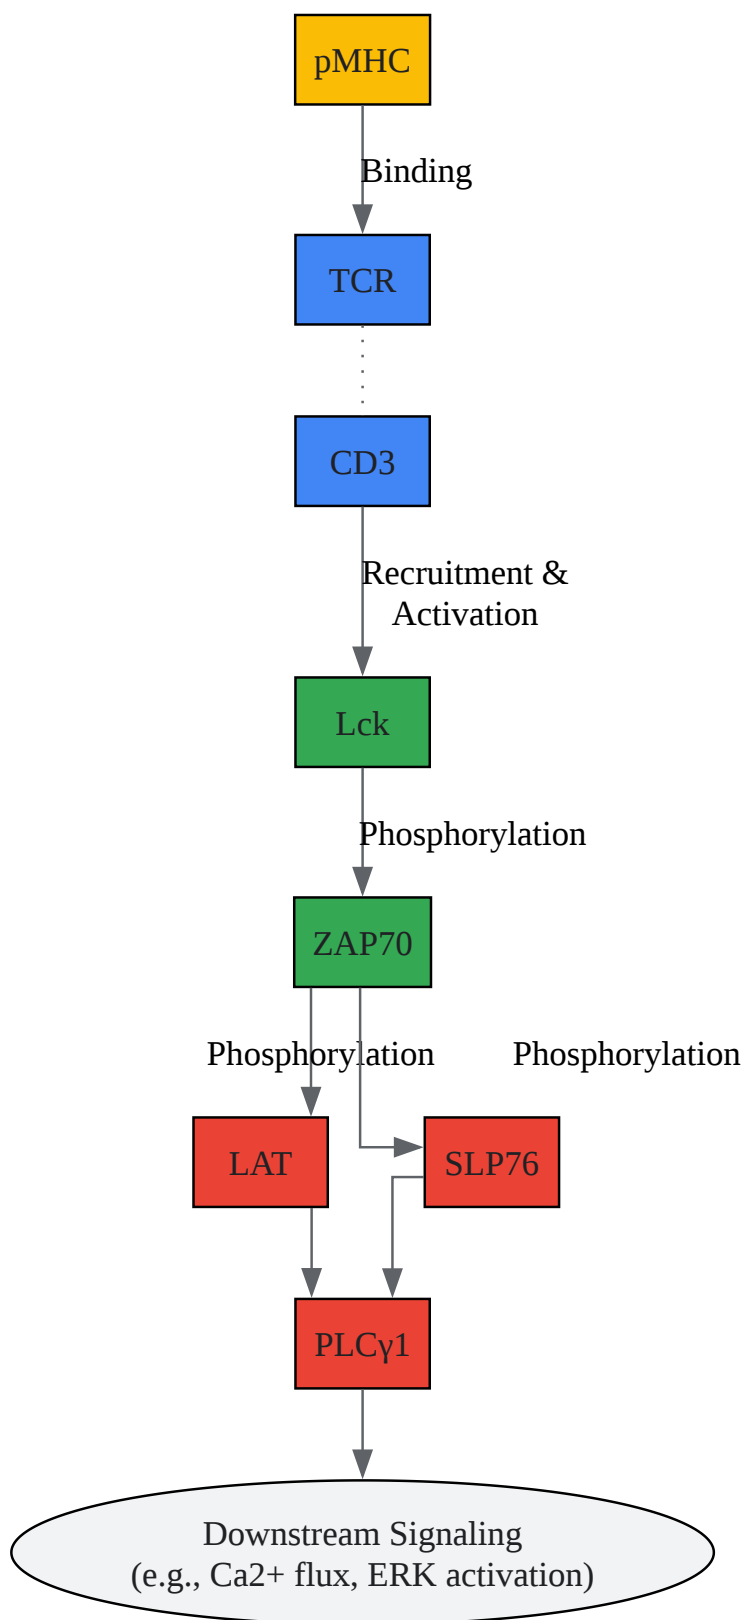 pMHC
Binding
TCR
CD3
Recruitment &
Activation
Lck
Phosphorylation
ZAP70
Phosphorylation
Phosphorylation
LAT
SLP76
PLCγ1
Downstream Signaling
(e.g., Ca2+ flux, ERK activation)